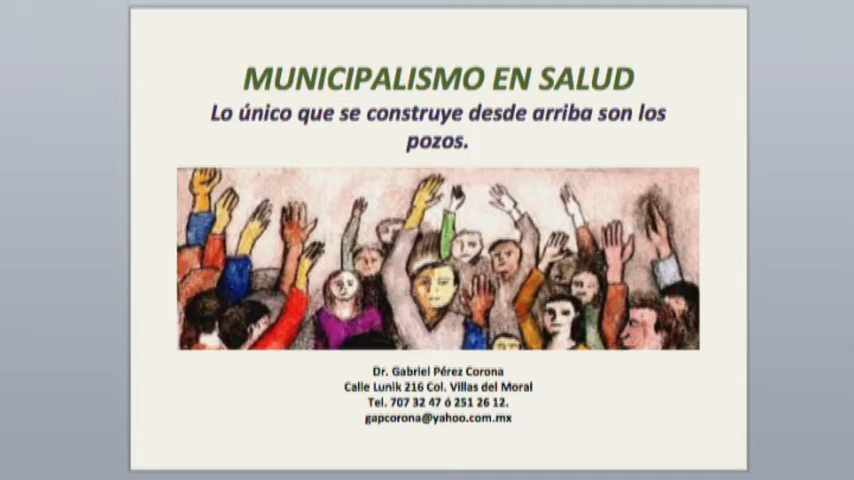 MUNICIPALISMO EN SALUD
Lo único que se construye desde arriba son los
pozos.
Dr. Gabriel Pérez Corona
Calle Lunik 216 Col. Villas del Moral
Tel. 707 32 47 ó 251 26 12.
gapcorona@yahoo.com.mx